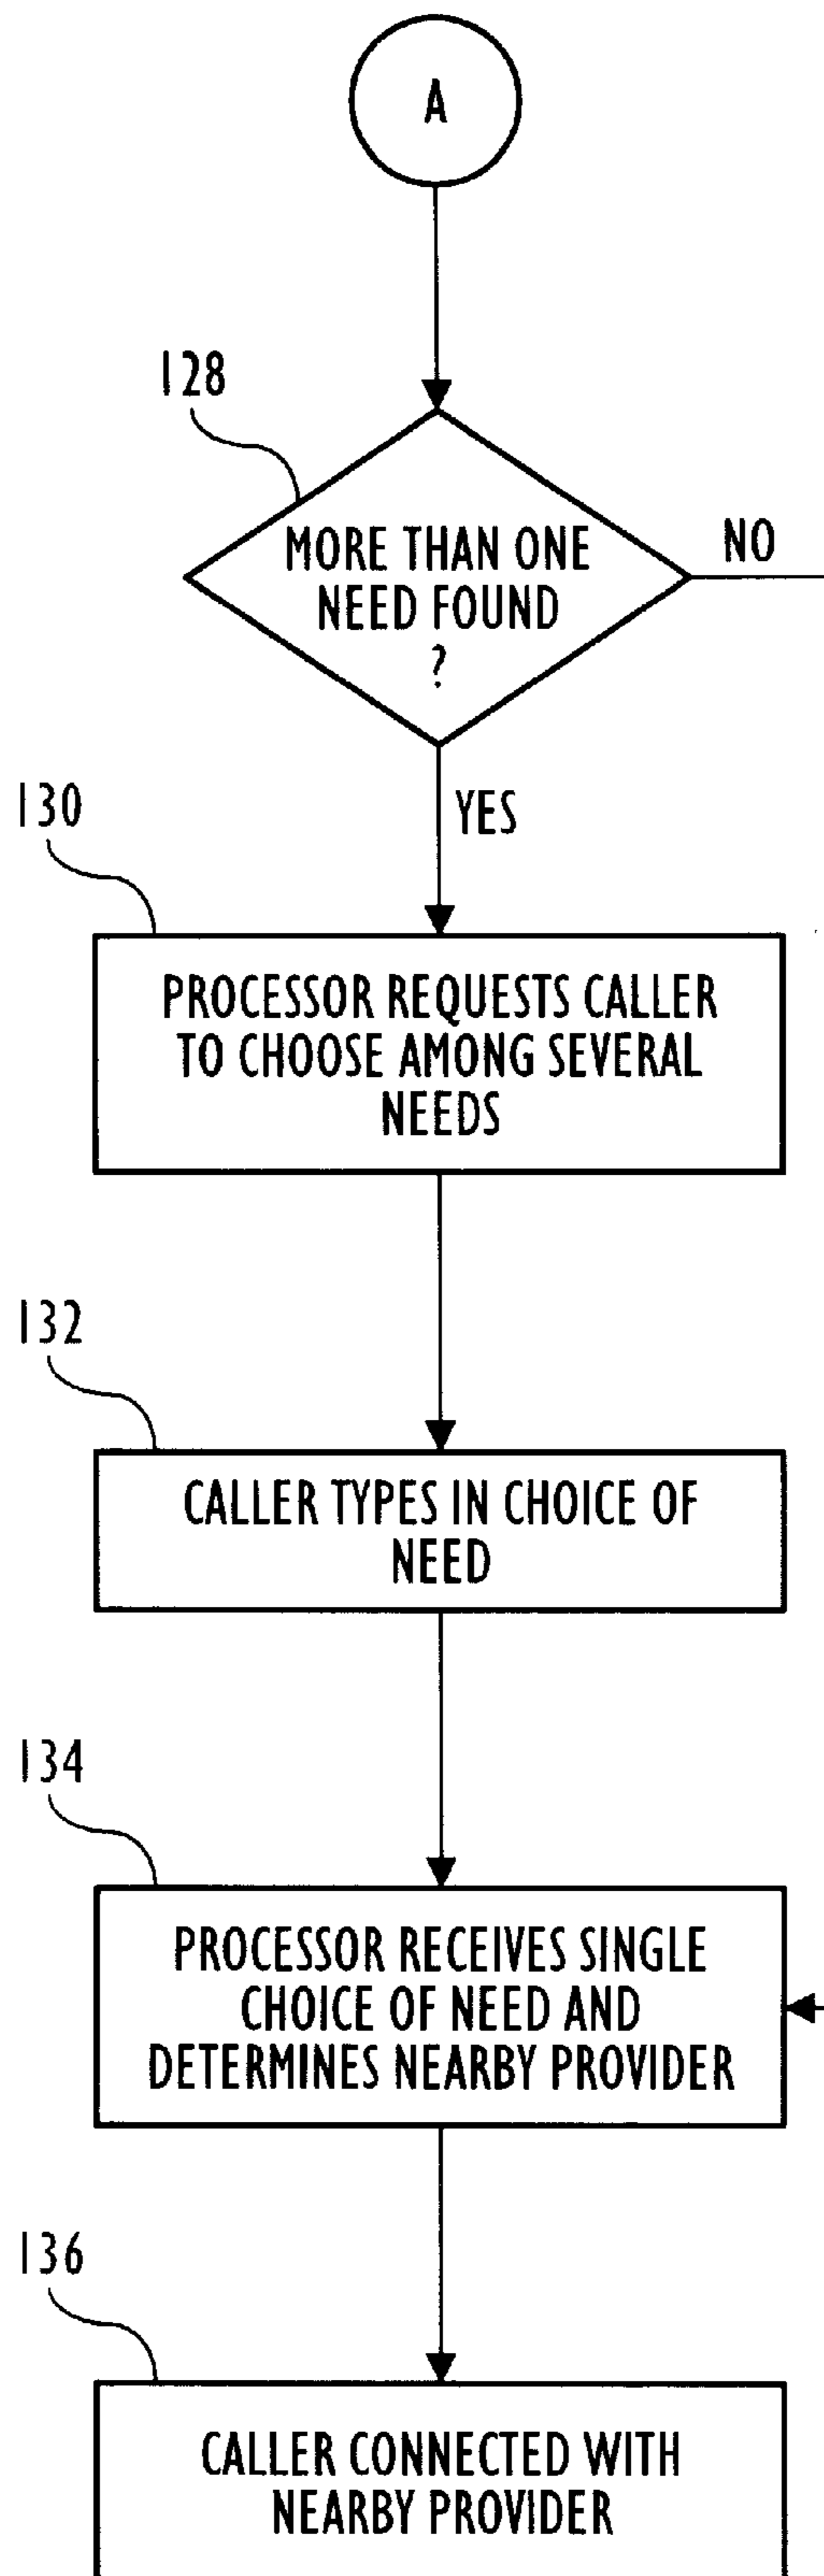 A
128
MORE THAN ONE
NEED FOUND
?
NO
YES
130
PROCESSOR REQUESTS CALLER
TO CHOOSE AMONG SEVERAL
NEEDS
132
CALLER TYPES IN CHOICE OF
NEED
134
PROCESSOR RECEIVES SINGLE
CHOICE OF NEED AND
DETERMINES NEARBY PROVIDER
136
CALLER CONNECTED WITH
NEARBY PROVIDER